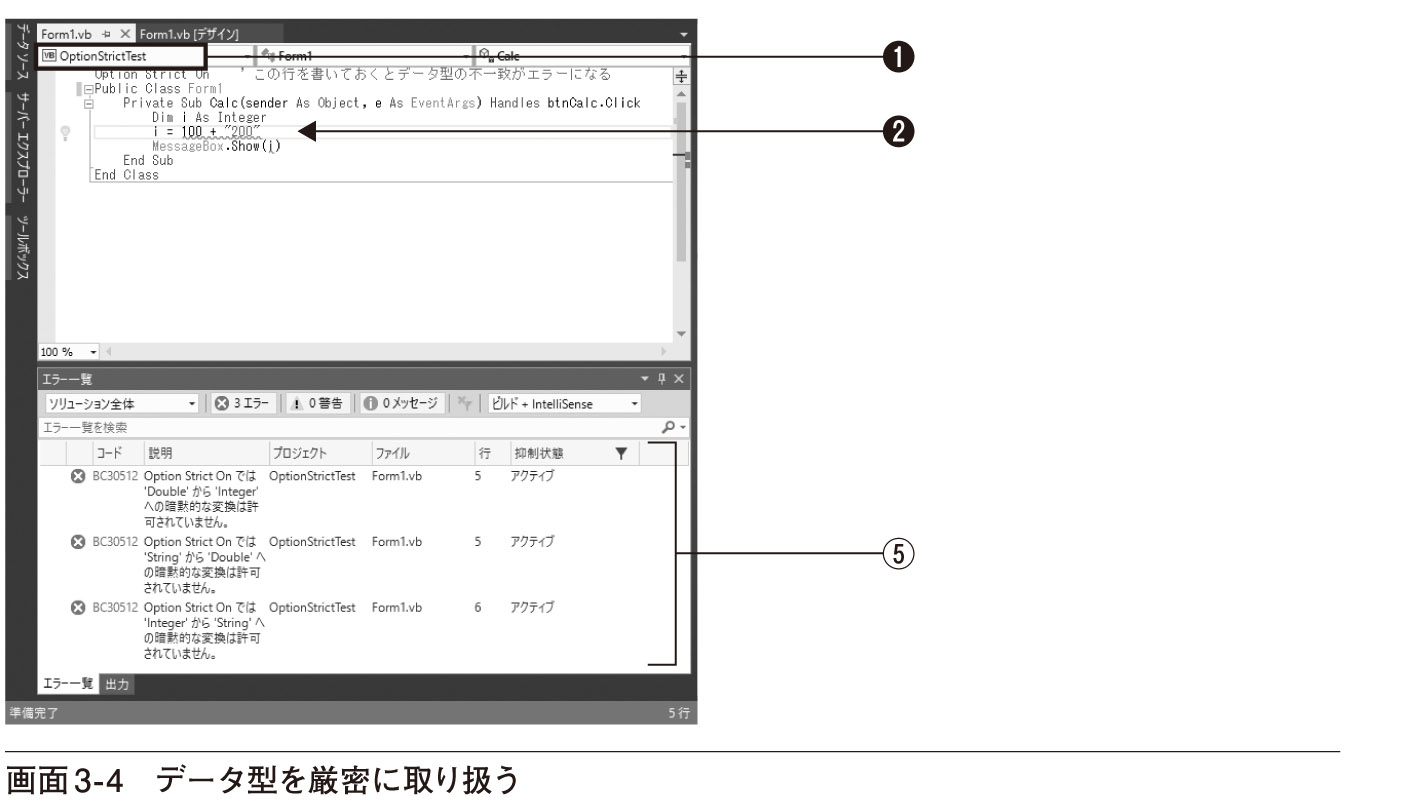 データ ソース
サーバー エクスプローラー
ツールボックス
Form1.vb Form1.vb [デザイン]
VB OptionStrictTest Form1 Calc
❶
Option Strict On ' この行を書いておくとデータ型の不一致がエラーになる
Public Class Form1
Private Sub Calc(sender As Object, e As EventArgs) Handles btnCalc.Click
Dim i As Integer
i = 100 + "200"
❷
MessageBox.Show(i)
End Sub
End Class
100 %
エラー一覧
ソリューション全体 3 エラー 0 警告 0 メッセージ ビルド + IntelliSense
エラー一覧を検索
コード 説明 プロジェクト ファイル 行 抑制状態
BC30512 Option Strict On では OptionStrictTest Form1.vb 5 アクティブ
'Double' から 'Integer'
への暗黙的な変換は許
可されていません。
BC30512 Option Strict On では OptionStrictTest Form1.vb 5 アクティブ
'String' から 'Double' へ
の暗黙的な変換は許可
されていません。
⑤
BC30512 Option Strict On では OptionStrictTest Form1.vb 6 アクティブ
'Integer' から 'String' へ
の暗黙的な変換は許可
されていません。
エラー一覧 出力
準備完了 5 行
画面3-4 データ型を厳密に取り扱う